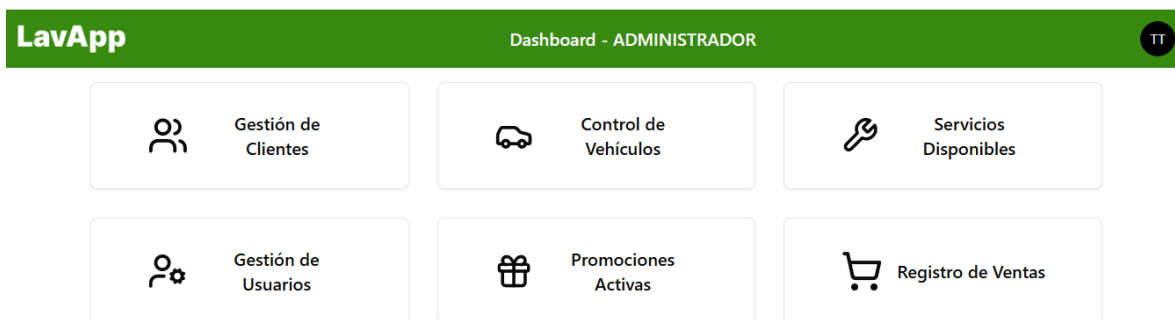 LavApp
Dashboard - ADMINISTRADOR
TT
Gestión de
Clientes
Control de
Vehículos
Servicios
Disponibles
Gestión de
Usuarios
Promociones
Activas
Registro de Ventas